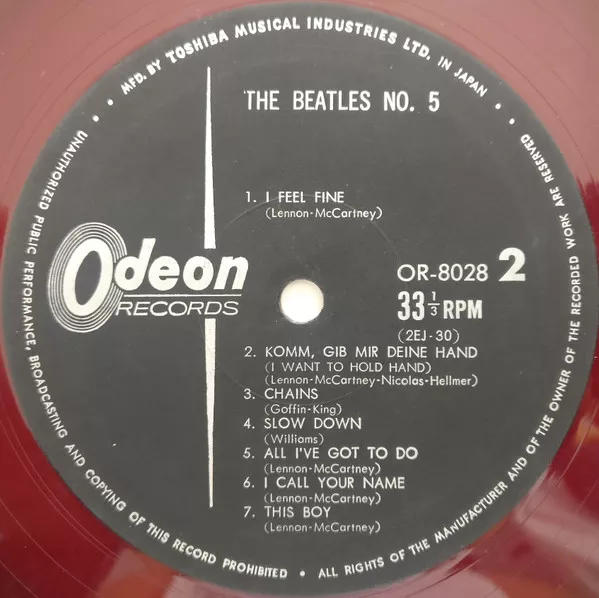 • MFD. BY TOSHIBA MUSICAL INDUSTRIES LTD. IN JAPAN •
THE BEATLES NO. 5
1. I FEEL FINE
(Lennon-McCartney)
Odeon
RECORDS
OR-8028 2
33 1/3 RPM
(2EJ-30)
2. KOMM, GIB MIR DEINE HAND
(I WANT TO HOLD HAND)
(Lennon-McCartney-Nicolas-Hellmer)
3. CHAINS
(Goffin-King)
4. SLOW DOWN
(Williams)
5. ALL I'VE GOT TO DO
(Lennon-McCartney)
6. I CALL YOUR NAME
(Lennon-McCartney)
7. THIS BOY
(Lennon-McCartney)
• UNAUTHORIZED PUBLIC PERFORMANCE, BROADCASTING AND COPYING OF THIS RECORD PROHIBITED • ALL RIGHTS OF THE MANUFACTURER AND OF THE OWNER OF THE RECORDED WORK ARE RESERVED •